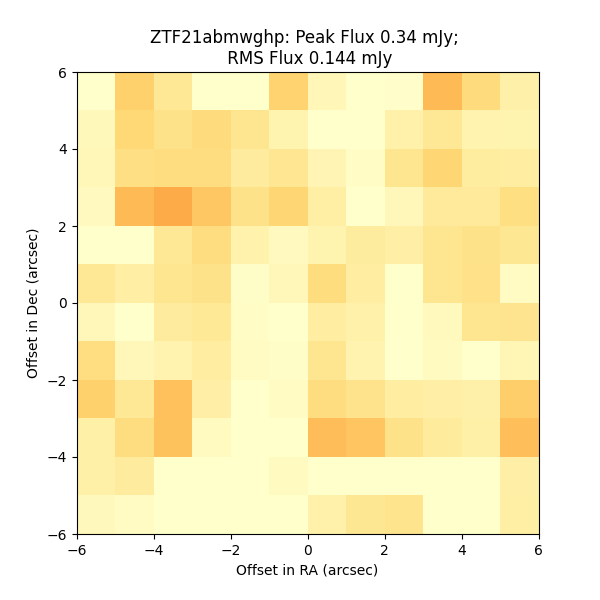 ZTF21abmwghp: Peak Flux 0.34 mJy;
RMS Flux 0.144 mJy
6
4
2
0
−2
−4
−6
Offset in Dec (arcsec)
−6 −4 −2 0 2 4 6
Offset in RA (arcsec)